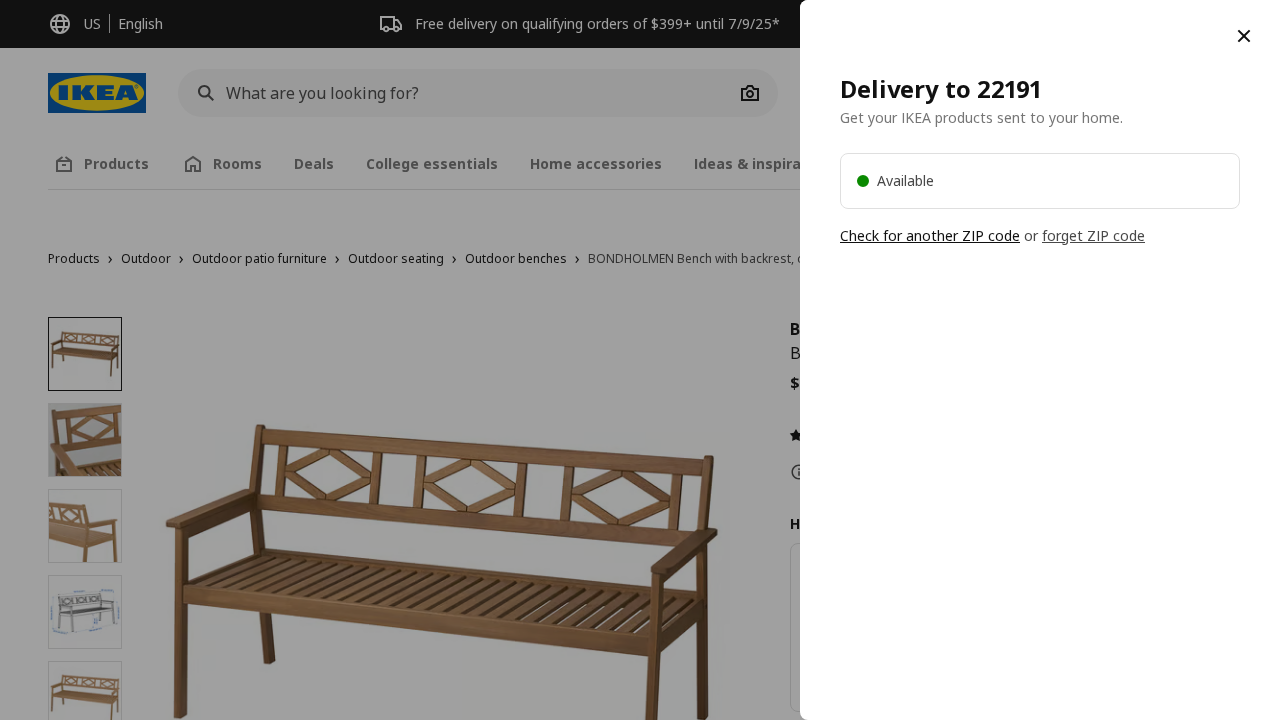 US
English
Free delivery on qualifying orders of $399+ until 7/9/25*
IKEA
What are you looking for?
Products
Rooms
Deals
College essentials
Home accessories
Ideas & inspira
Products › Outdoor › Outdoor patio furniture › Outdoor seating › Outdoor benches › BONDHOLMEN Bench with backrest,
B
B
$
H
Delivery to 22191
Get your IKEA products sent to your home.
Available
Check for another ZIP code or forget ZIP code